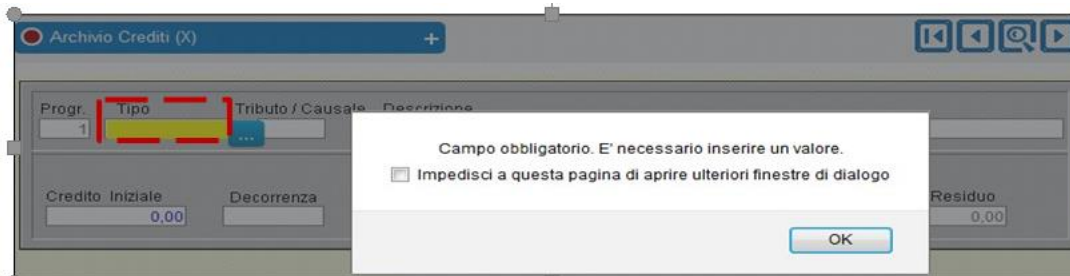 Archivio Crediti (X) +
Progr. Tipo Tributo / Causale Descrizione
1 ...
Campo obbligatorio. E' necessario inserire un valore.
Impedisci a questa pagina di aprire ulteriori finestre di dialogo
Credito Iniziale Decorrenza Residuo
0,00 0,00
OK